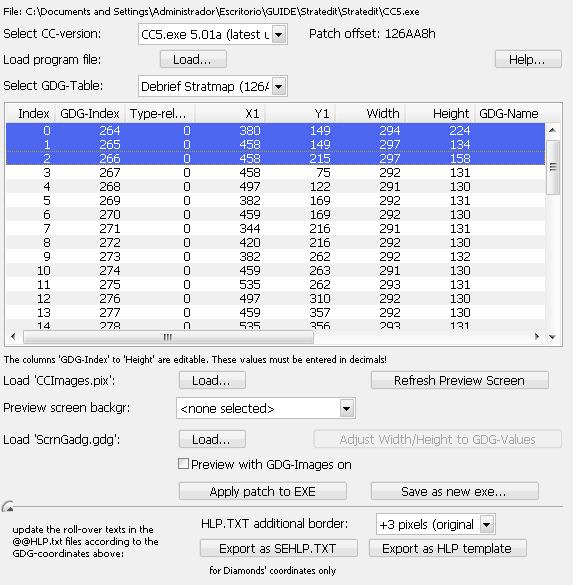 File: C:\Documents and Settings\Administrador\Escritorio\GUIDE\Stratedit\Stratedit\CC5.exe
Select CC-version: CC5.exe 5.01a (latest u Patch offset: 126AA8h
Load program file: Load... Help...
Select GDG-Table: Debrief Stratmap (126A
Index GDG-Index Type-rel... X1 Y1 Width Height GDG-Name
0 264 0 380 149 294 224
1 265 0 458 149 297 134
2 266 0 458 215 297 158
3 267 0 458 75 292 131
4 268 0 497 122 291 130
5 269 0 382 169 292 131
6 270 0 459 169 292 130
7 271 0 344 216 291 131
8 272 0 420 216 291 130
9 273 0 382 262 292 132
10 274 0 459 263 291 130
11 275 0 535 262 293 131
12 276 0 497 310 292 130
13 277 0 459 357 292 130
14 278 0 535 356 293 131
The columns 'GDG-Index' to 'Height' are editable. These values must be entered in decimals!
Load 'CCImages.pix': Load... Refresh Preview Screen
Preview screen backgr: <none selected>
Load 'ScrnGadg.gdg': Load... Adjust Width/Height to GDG-Values
Preview with GDG-Images on
Apply patch to EXE Save as new exe...
update the roll-over texts in the
@@HLP.txt files according to the
GDG-coordinates above:
HLP.TXT additional border: +3 pixels (original
Export as SEHLP.TXT Export as HLP template
for Diamonds' coordinates only